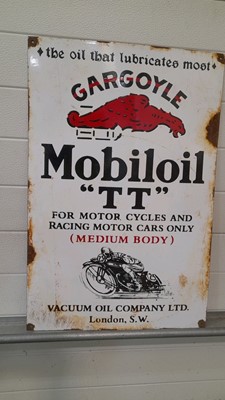 the oil that lubricates most
GARGOYLE
Mobiloil
"TT"
FOR MOTOR CYCLES AND
RACING MOTOR CARS ONLY
(MEDIUM BODY)
VACUUM OIL COMPANY LTD.
London, S.W.